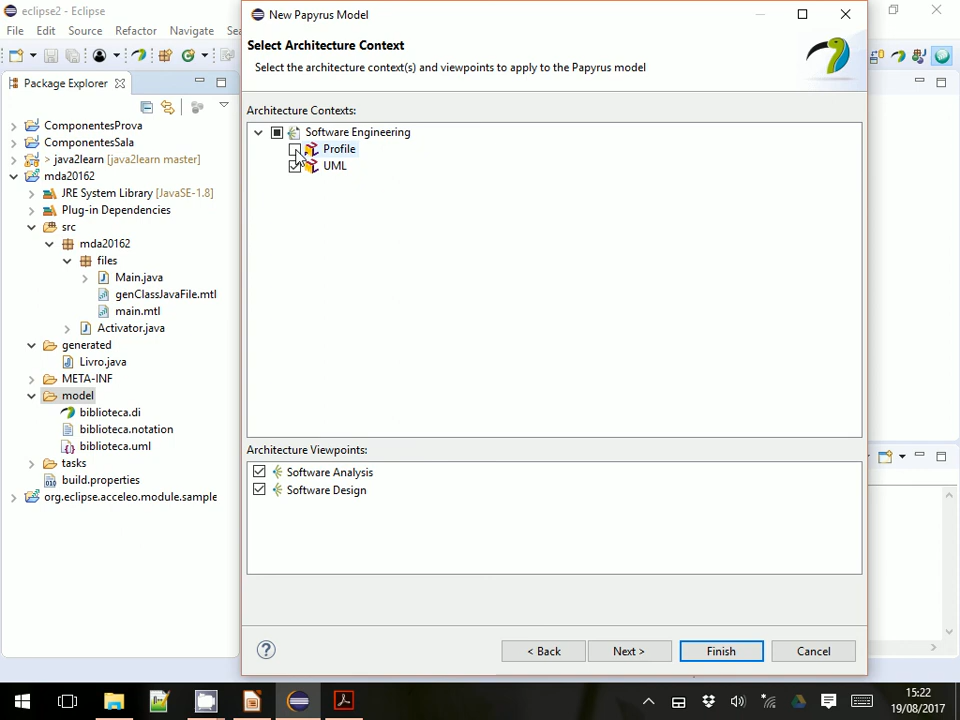 eclipse2 - Eclipse
File Edit Source Refactor Navigate Sea
Package Explorer
ComponentesProva
ComponentesSala
> java2learn [java2learn master]
mda20162
JRE System Library [JavaSE-1.8]
Plug-in Dependencies
src
mda20162
files
Main.java
genClassJavaFile.mtl
main.mtl
Activator.java
generated
Livro.java
META-INF
model
biblioteca.di
biblioteca.notation
biblioteca.uml
tasks
build.properties
org.eclipse.acceleo.module.sample
New Papyrus Model
Select Architecture Context
Select the architecture context(s) and viewpoints to apply to the Papyrus model
Architecture Contexts:
Software Engineering
Profile
UML
Architecture Viewpoints:
Software Analysis
Software Design
< Back Next > Finish Cancel
15:22
19/08/2017